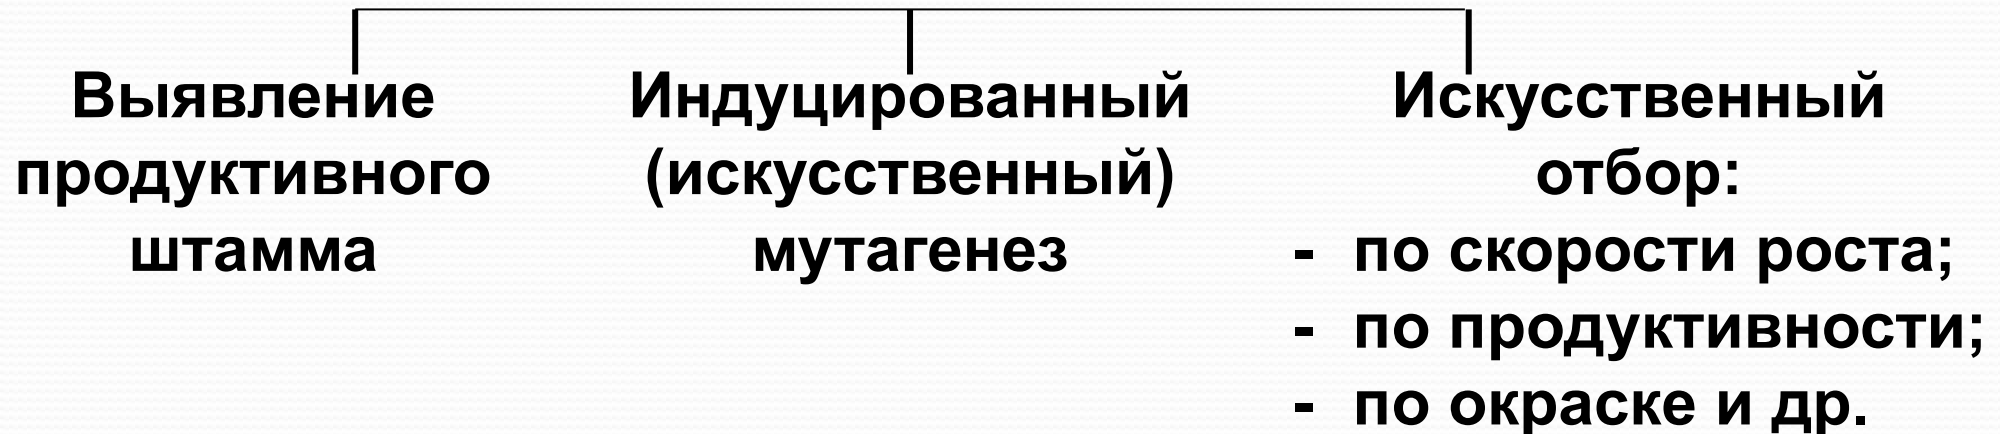 Выявление
продуктивного
штамма
Индуцированный
(искусственный)
мутагенез
Искусственный
отбор:
- по скорости роста;
- по продуктивности;
- по окраске и др.